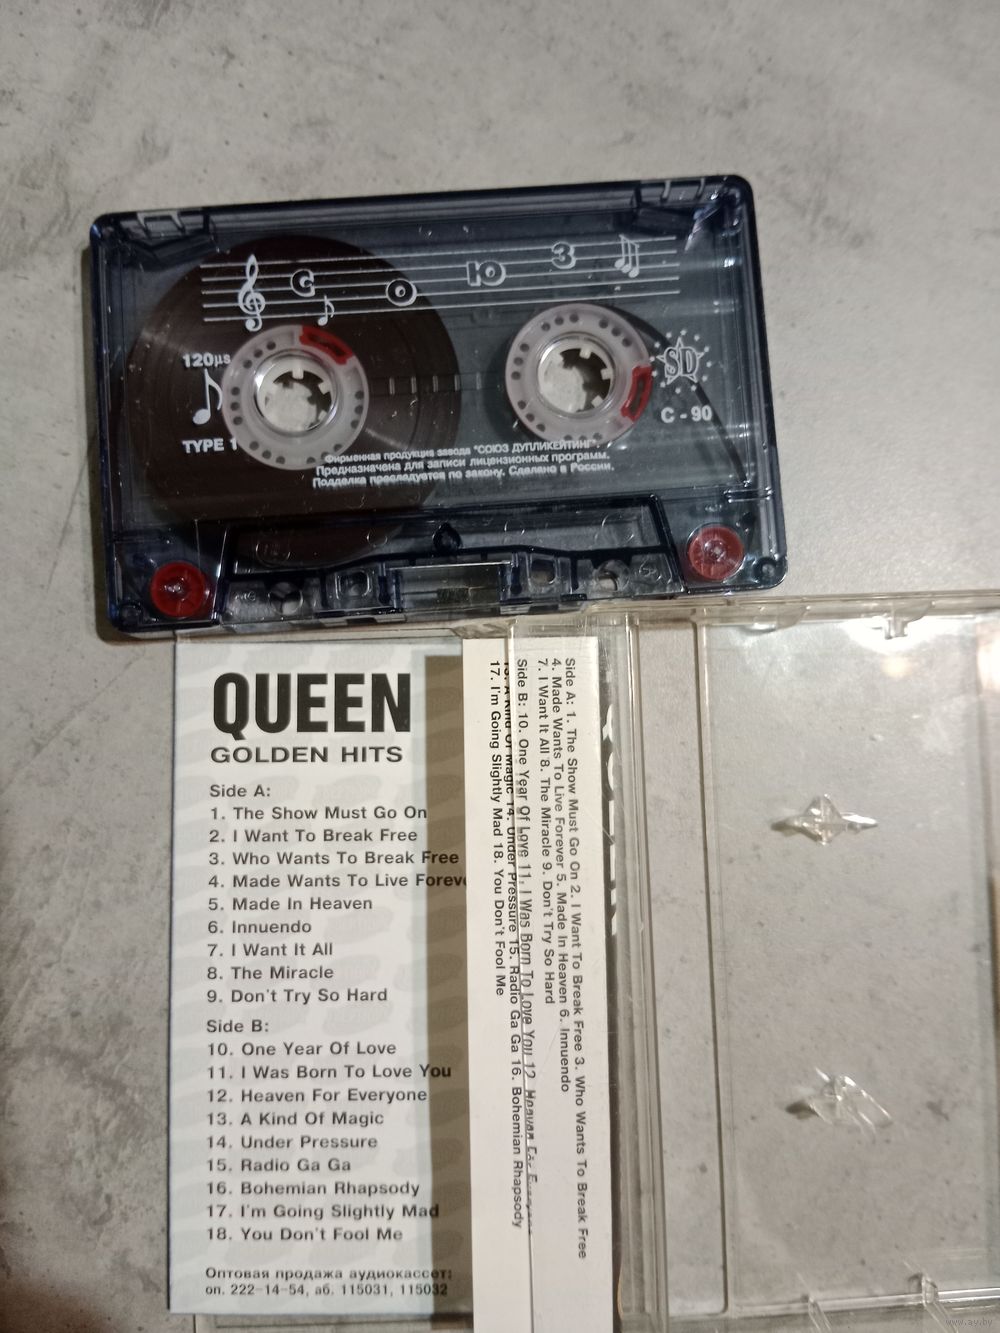 С О Ю З
120µs
TYPE 1
SD
C - 90
Фирменная продукция завода "СОЮЗ ДУПЛИКЕЙТИНГ".
Предназначена для записи лицензионных программ.
Подделка преследуется по закону. Сделано в России.
QUEEN
GOLDEN HITS
Side A:
1. The Show Must Go On
2. I Want To Break Free
3. Who Wants To Break Free
4. Made Wants To Live Foreve
5. Made In Heaven
6. Innuendo
7. I Want It All
8. The Miracle
9. Don't Try So Hard
Side B:
10. One Year Of Love
11. I Was Born To Love You
12. Heaven For Everyone
13. A Kind Of Magic
14. Under Pressure
15. Radio Ga Ga
16. Bohemian Rhapsody
17. I'm Going Slightly Mad
18. You Don't Fool Me
Оптовая продажа аудиокассет:
оп. 222-14-54, аб. 115031, 115032
Side A: 1. The Show Must Go On 2. I Want To Break Free 3. Who Wants To Break Free
4. Made Wants To Live Forever 5. Made In Heaven 6. Innuendo
7. I Want It All 8. The Miracle 9. Don't Try So Hard
Side B: 10. One Year Of Love 11. I Was Born To Love You 12. Heaven For Everyone
13. A Kind Of Magic 14. Under Pressure 15. Radio Ga Ga 16. Bohemian Rhapsody
17. I'm Going Slightly Mad 18. You Don't Fool Me
www.ay.by